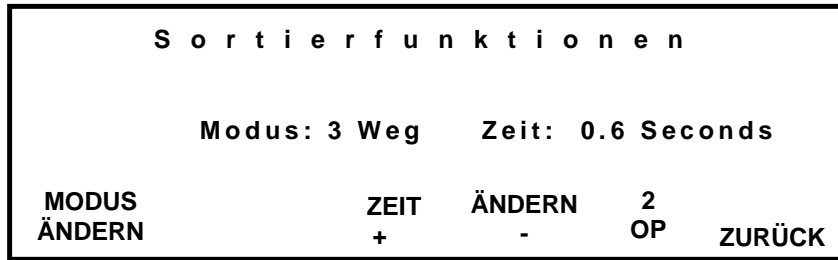 Sortierfunktionen
Modus: 3 Weg Zeit: 0.6 Seconds
MODUS ZEIT ÄNDERN 2
ÄNDERN + - OP ZURÜCK